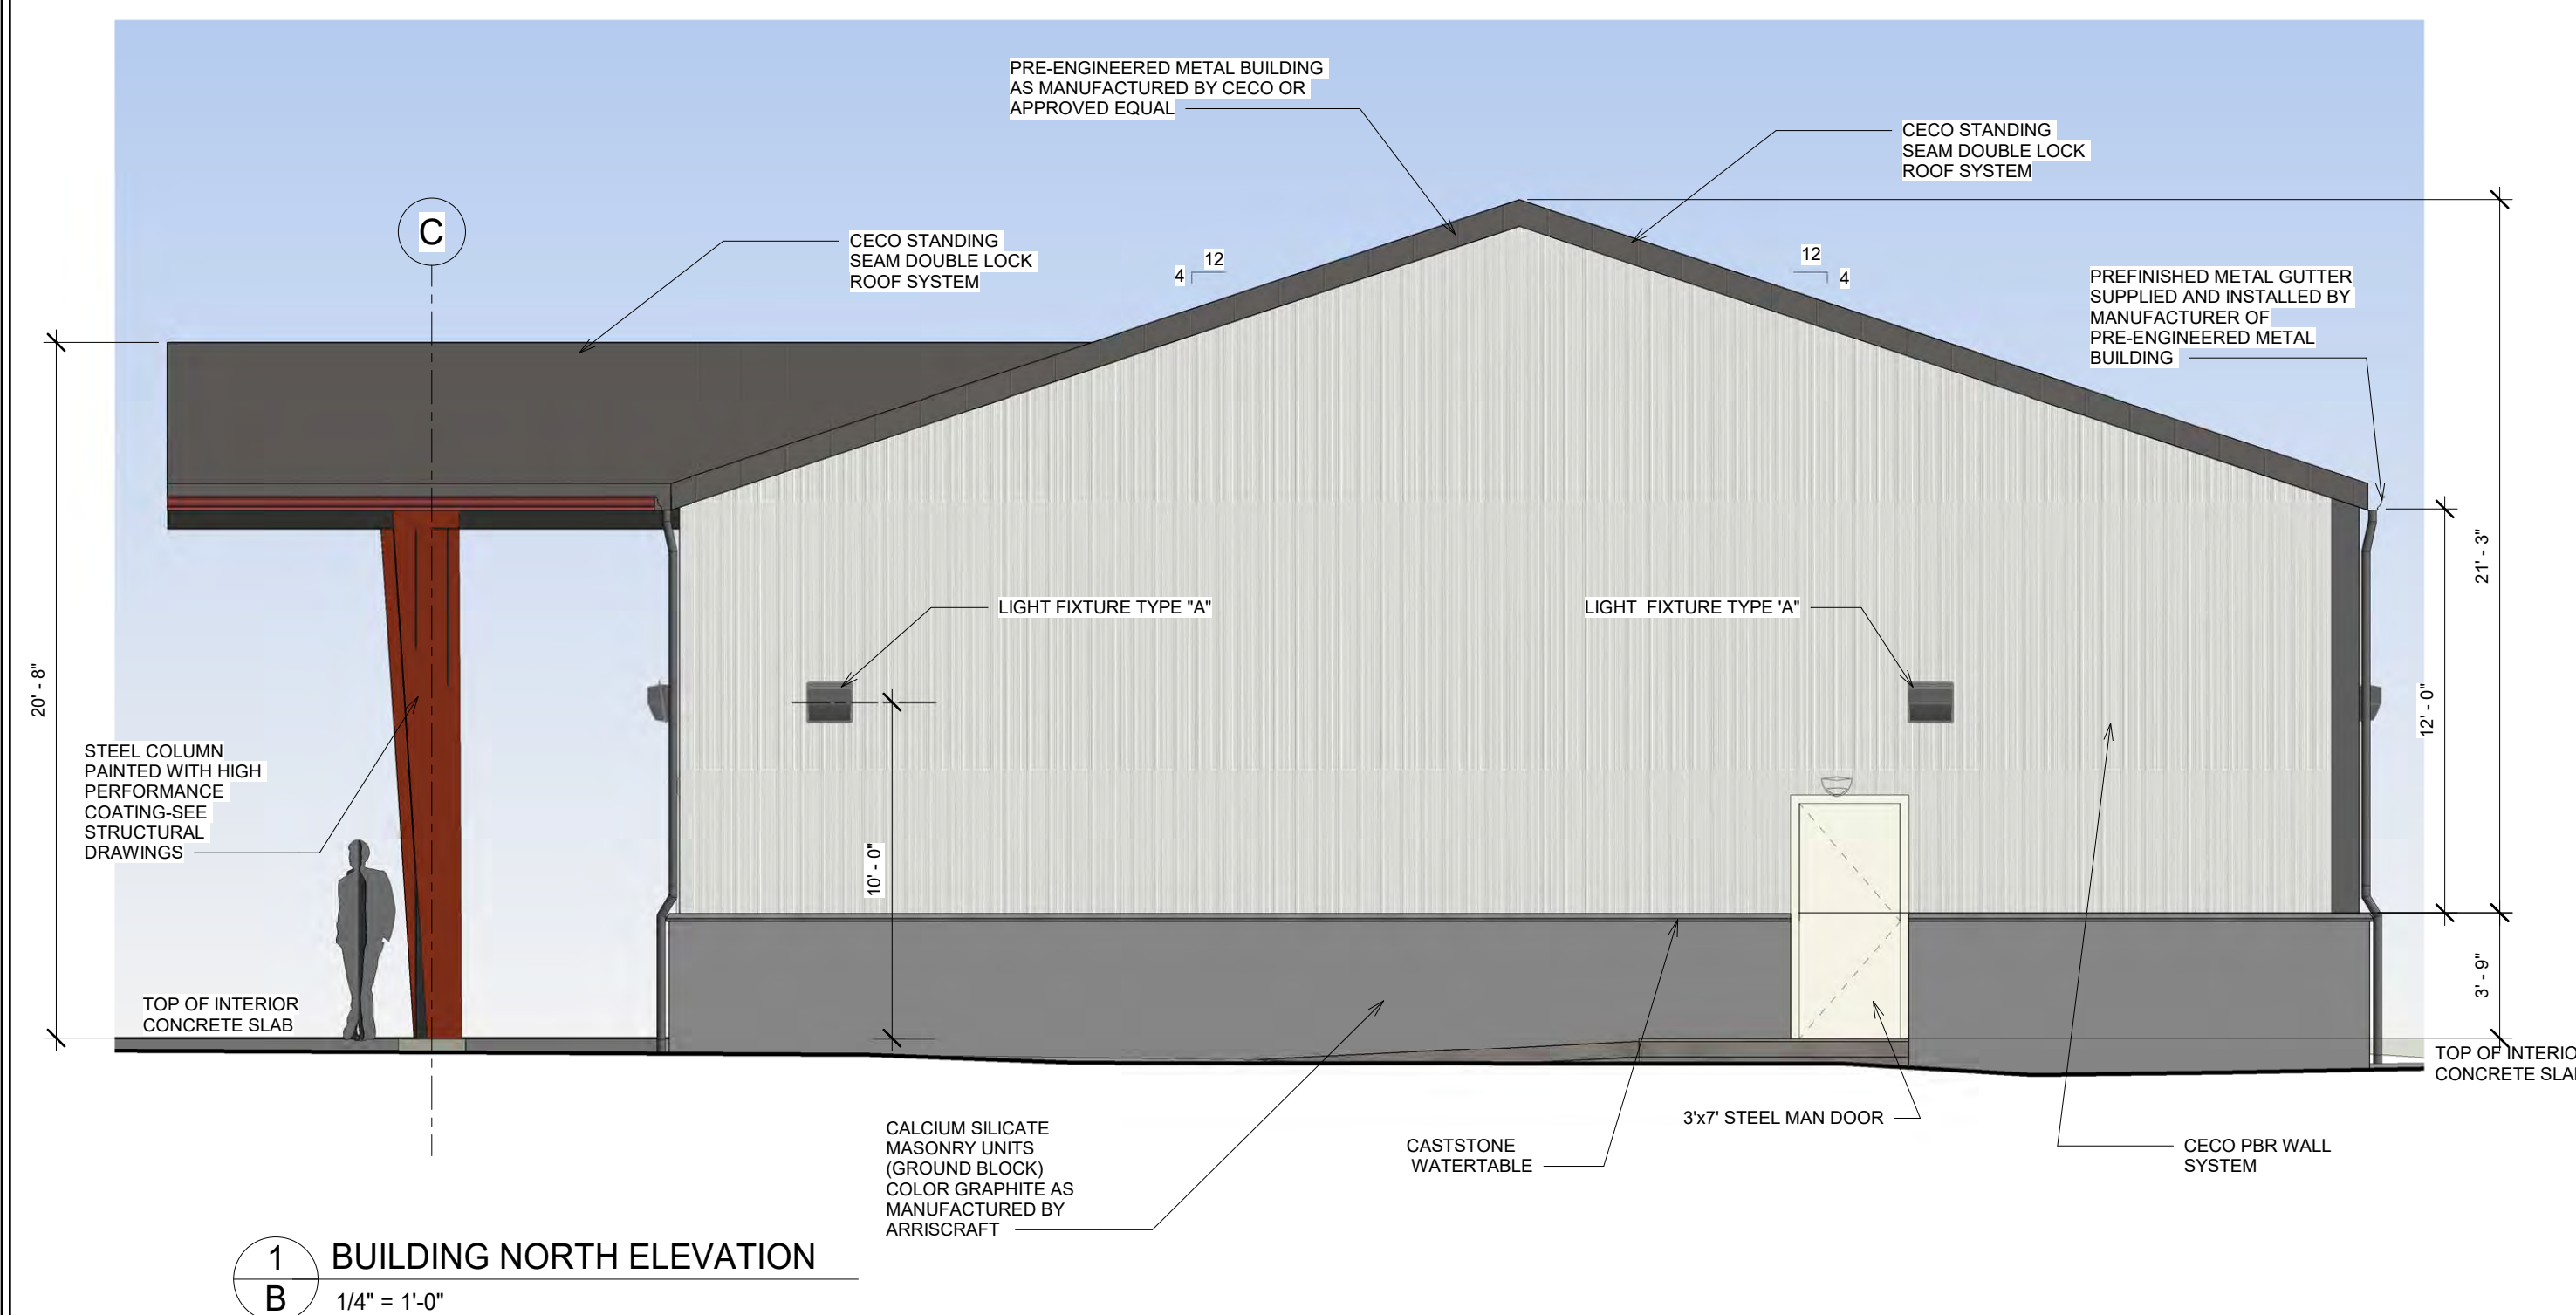 PRE-ENGINEERED METAL BUILDING
AS MANUFACTURED BY CECO OR
APPROVED EQUAL
CECO STANDING
SEAM DOUBLE LOCK
ROOF SYSTEM
C
CECO STANDING
SEAM DOUBLE LOCK
ROOF SYSTEM
12
4
12
4
PREFINISHED METAL GUTTER
SUPPLIED AND INSTALLED BY
MANUFACTURER OF
PRE-ENGINEERED METAL
BUILDING
21' - 3"
LIGHT FIXTURE TYPE "A"
LIGHT FIXTURE TYPE 'A"
20' - 8"
12' - 0"
STEEL COLUMN
PAINTED WITH HIGH
PERFORMANCE
COATING-SEE
STRUCTURAL
DRAWINGS
10' - 0"
3' - 9"
TOP OF INTERIOR
CONCRETE SLAB
TOP OF INTERIO
CONCRETE SLA
3'x7' STEEL MAN DOOR
CALCIUM SILICATE
MASONRY UNITS
(GROUND BLOCK)
COLOR GRAPHITE AS
MANUFACTURED BY
ARRISCRAFT
CASTSTONE
WATERTABLE
CECO PBR WALL
SYSTEM
1
B
BUILDING NORTH ELEVATION
1/4" = 1'-0"